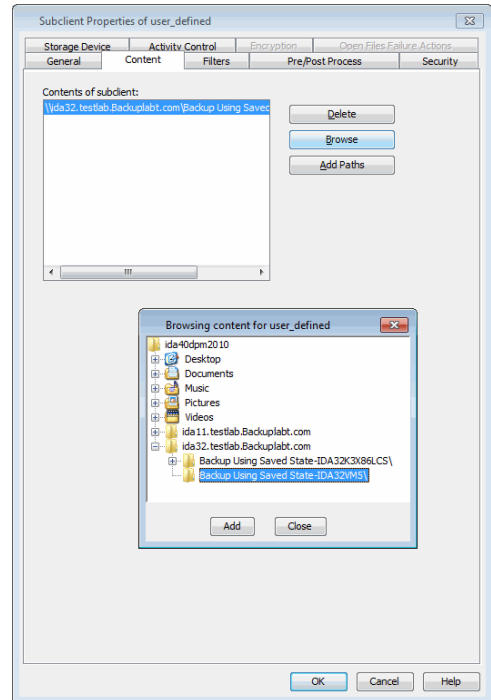 Subclient Properties of user_defined
Storage Device Activity Control Encryption Open Files Failure Actions
General Content Filters Pre/Post Process Security
Contents of subclient:
\\ida32.testlab.Backuplabt.com\Backup Using Saved
Delete
Browse
Add Paths
Browsing content for user_defined
ida40dpm2010
Desktop
Documents
Music
Pictures
Videos
ida11.testlab.Backuplabt.com
ida32.testlab.Backuplabt.com
Backup Using Saved State-IDA32K3X86LCS\
Backup Using Saved State-IDA32VM5\
Add Close
OK Cancel Help